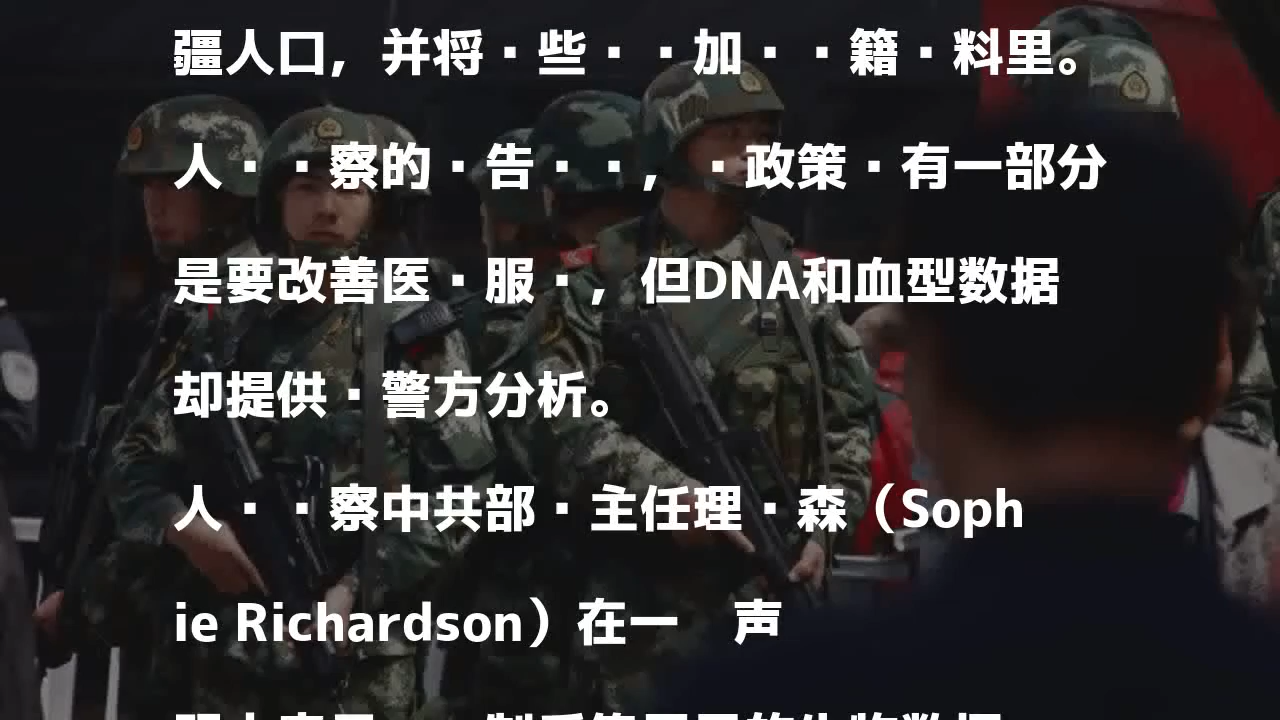 疆人口，并将·些··加··籍·料里。
人··察的·告··，·政策·有一部分
是要改善医·服·，但DNA和血型数据
却提供·警方分析。
人··察中共部·主任理·森（Soph
ie Richardson）在一 声